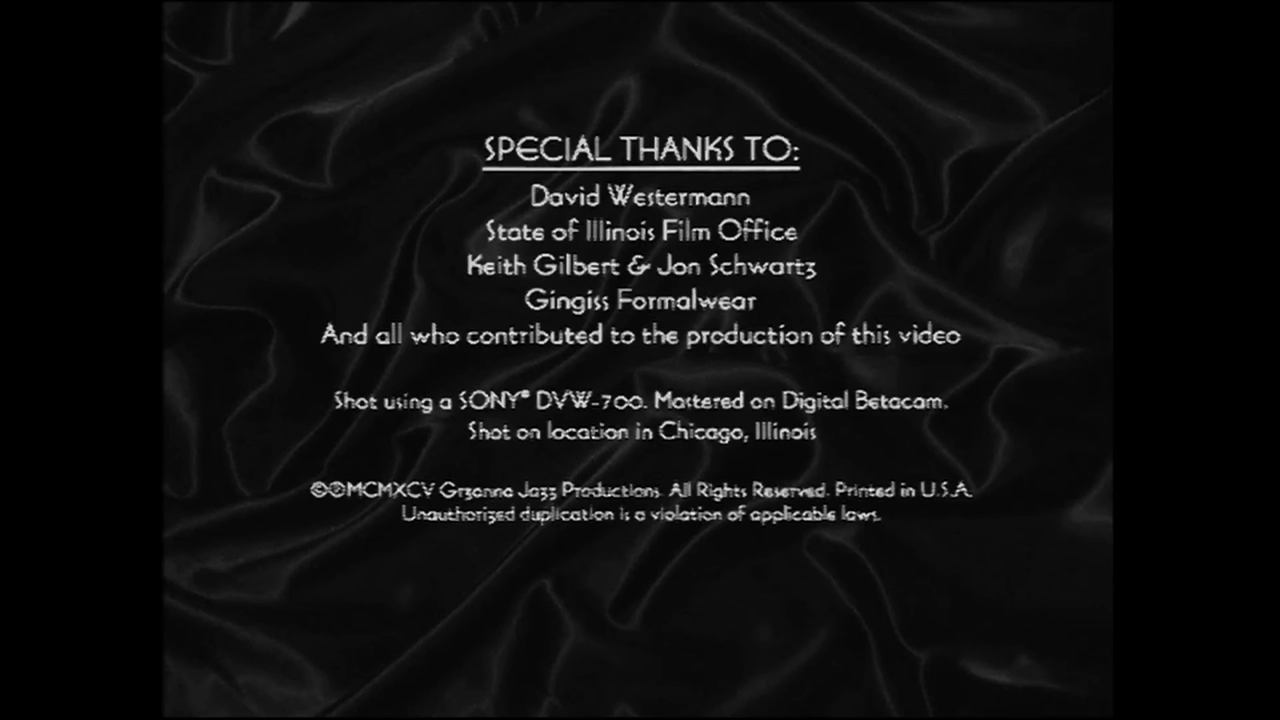 SPECIAL THANKS TO:
David Westermann
State of Illinois Film Office
Keith Gilbert & Jon Schwartz
Gingiss Formalwear
And all who contributed to the production of this video
Shot using a SONY® DVW-700. Mastered on Digital Betacam.
Shot on location in Chicago, Illinois
©℗MCMXCV Grzanna Jazz Productions. All Rights Reserved. Printed in U.S.A.
Unauthorized duplication is a violation of applicable laws.